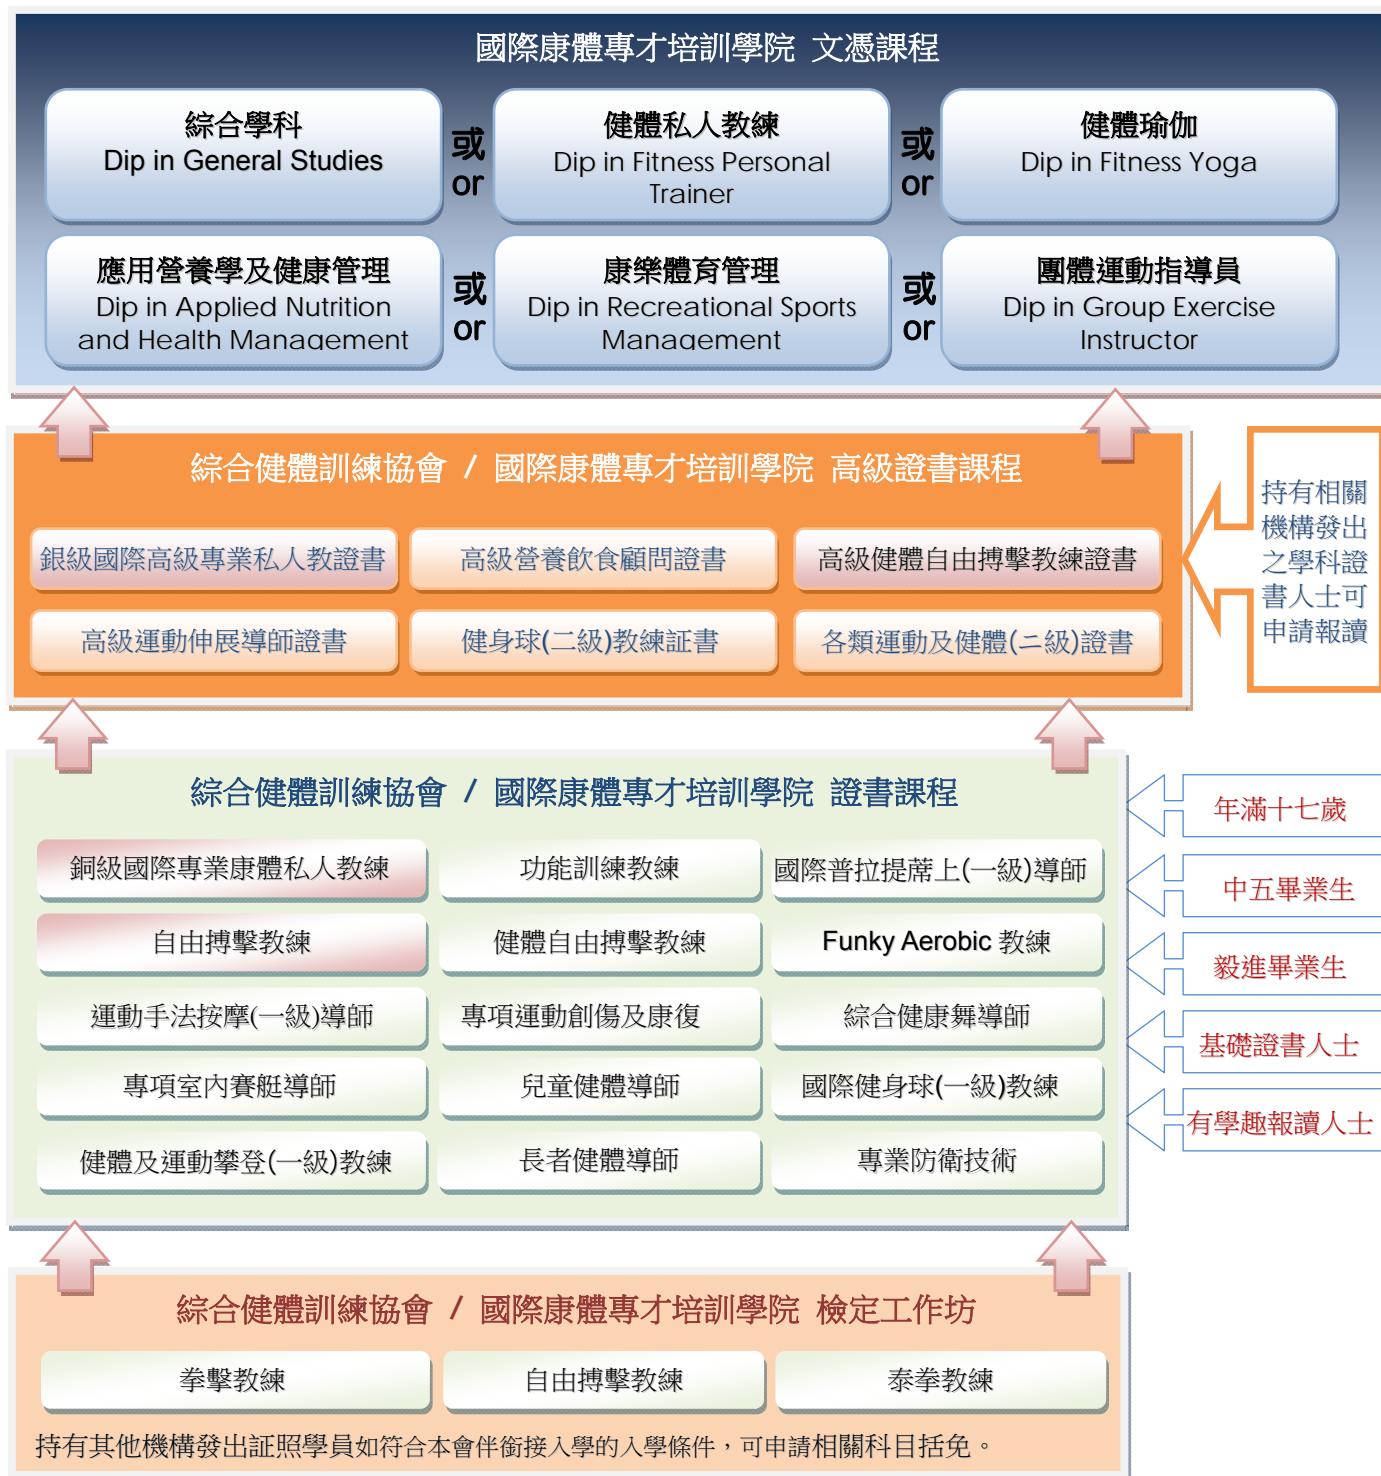 國際康體專才培訓學院 文憑課程
綜合學科
Dip in General Studies
或
or
健體私人教練
Dip in Fitness Personal
Trainer
或
or
健體瑜伽
Dip in Fitness Yoga
應用營養學及健康管理
Dip in Applied Nutrition
and Health Management
或
or
康樂體育管理
Dip in Recreational Sports
Management
或
or
團體運動指導員
Dip in Group Exercise
Instructor
綜合健體訓練協會 / 國際康體專才培訓學院 高級證書課程
銀級國際高級專業私人教證書
高級營養飲食顧問證書
高級健體自由搏擊教練證書
高級運動伸展導師證書
健身球(二級)教練証書
各類運動及健體(二級)證書
持有相關
機構發出
之學科證
書人士可
申請報讀
綜合健體訓練協會 / 國際康體專才培訓學院 證書課程
銅級國際專業康體私人教練
功能訓練教練
國際普拉提蓆上(一級)導師
自由搏擊教練
健體自由搏擊教練
Funky Aerobic 教練
運動手法按摩(一級)導師
專項運動創傷及康復
綜合健康舞導師
專項室內賽艇導師
兒童健體導師
國際健身球(一級)教練
健體及運動攀登(一級)教練
長者健體導師
專業防衛技術
年滿十七歲
中五畢業生
毅進畢業生
基礎證書人士
有學趣報讀人士
綜合健體訓練協會 / 國際康體專才培訓學院 檢定工作坊
拳擊教練
自由搏擊教練
泰拳教練
持有其他機構發出証照學員如符合本會伴銜接入學的入學條件，可申請相關科目括免。